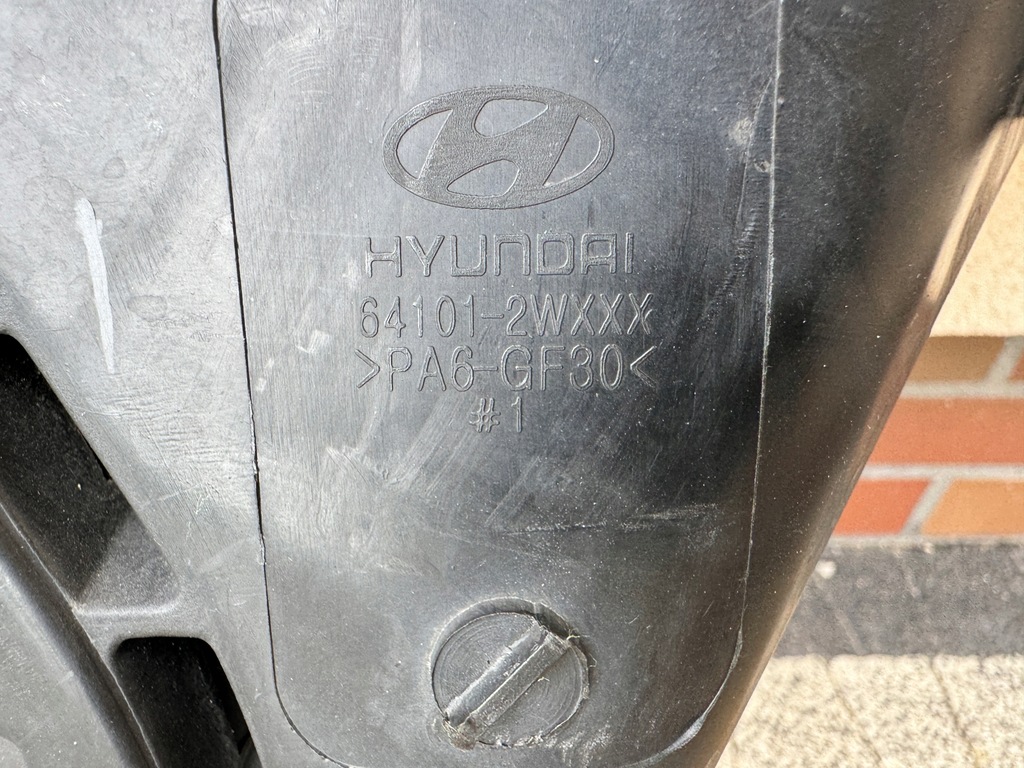 HYUNDAI
64101-2WXXX
>PA6-GF30<
#1